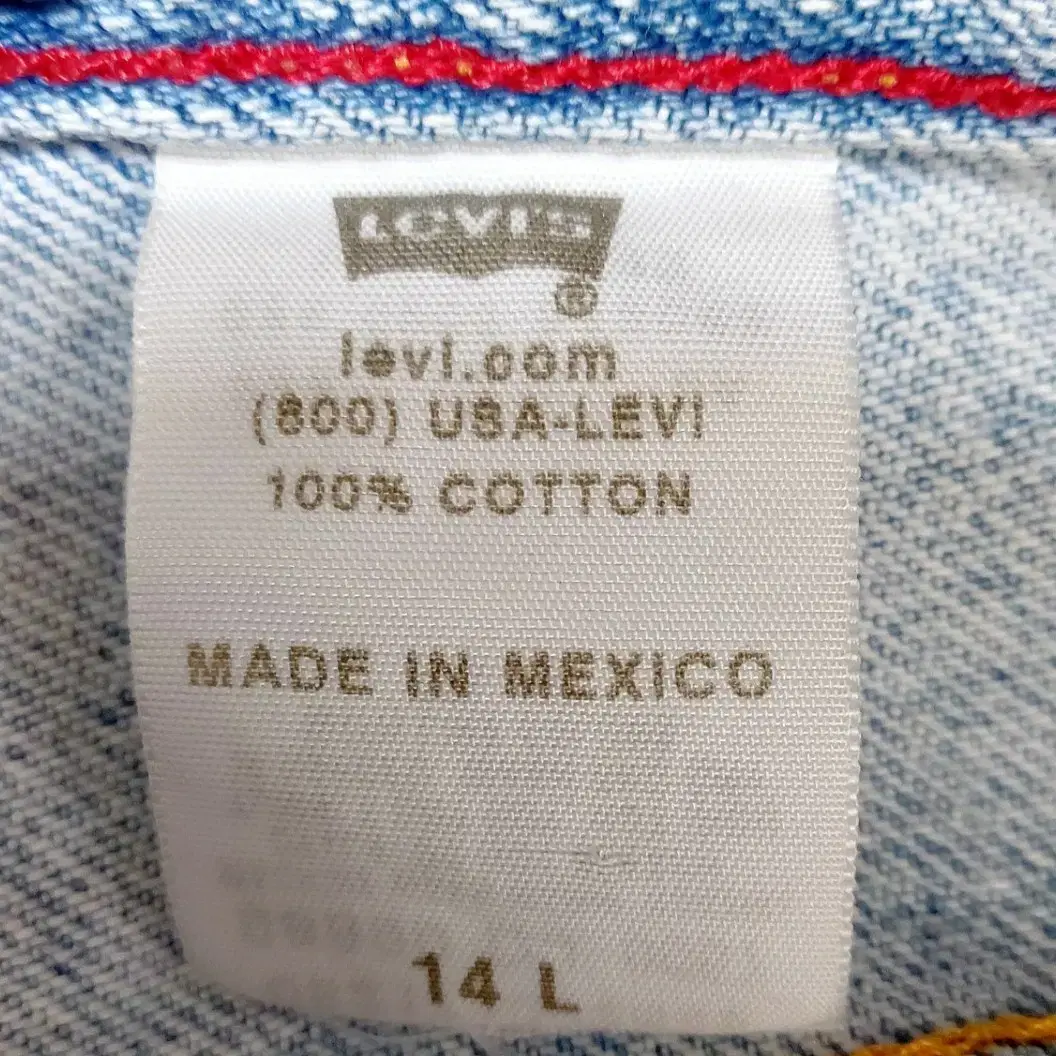 LEVI'S
®
levi.com
(800) USA-LEVI
100% COTTON
MADE IN MEXICO
14 L